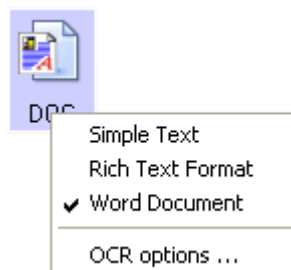 DOC
Simple Text
Rich Text Format
Word Document
OCR options ...